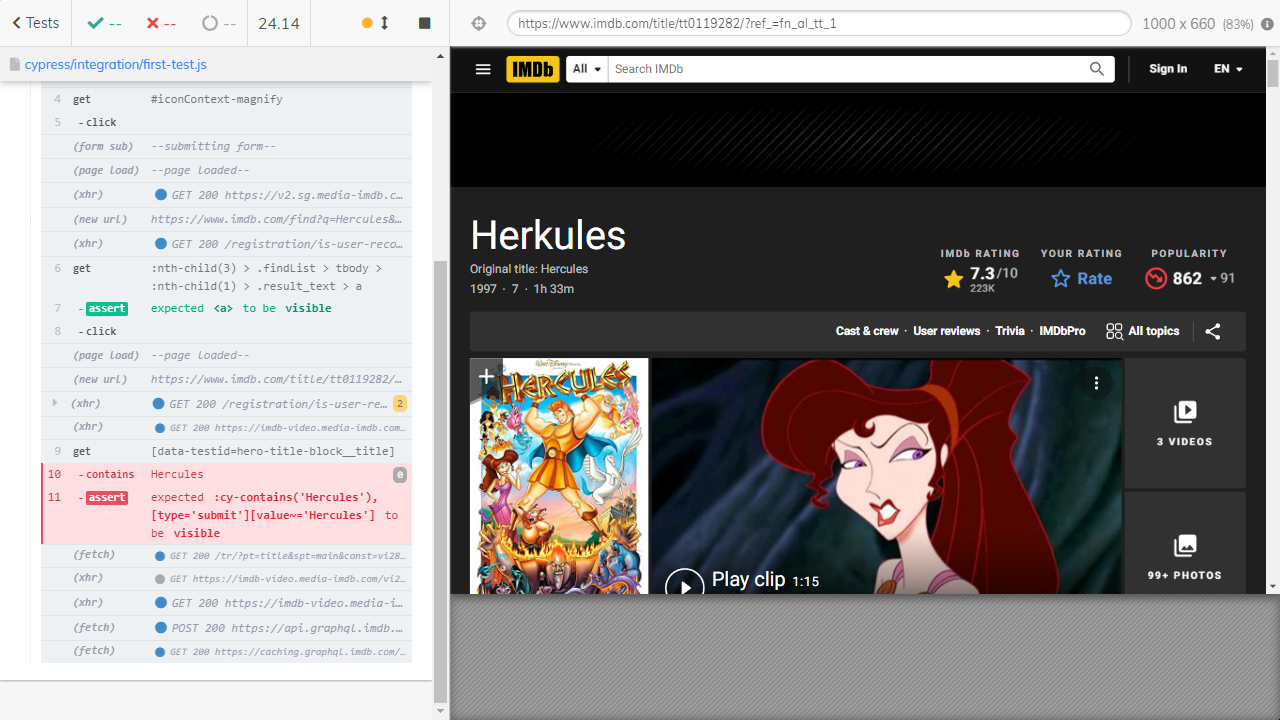 Tests
--
--
--
24.14
https://www.imdb.com/title/tt0119282/?ref_=fn_al_tt_1
1000 x 660 (83%)
cypress/integration/first-test.js
4 get #iconContext-magnify
5 -click
(form sub) --submitting form--
(page load) --page loaded--
(xhr) GET 200 https://v2.sg.media-imdb.c...
(new url) https://www.imdb.com/find?q=Hercules&...
(xhr) GET 200 /registration/is-user-reco...
6 get :nth-child(3) > .findList > tbody >
:nth-child(1) > .result_text > a
7 -assert expected <a> to be visible
8 -click
(page load) --page loaded--
(new url) https://www.imdb.com/title/tt0119282/...
(xhr) GET 200 /registration/is-user-re... 2
(xhr) GET 200 https://imdb-video.media-imdb.com...
9 get [data-testid=hero-title-block__title]
10 -contains Hercules 0
11 -assert expected :cy-contains('Hercules'),
[type='submit'][value~='Hercules'] to
be visible
(fetch) GET 200 /tr/?pt=title&spt=main&const=vi28...
(xhr) GET https://imdb-video.media-imdb.com/vi2...
(xhr) GET 200 https://imdb-video.media-i...
(fetch) POST 200 https://api.graphql.imdb....
(fetch) GET 200 https://caching.graphql.imdb.com/...
IMDb All Search IMDb Sign In EN
Herkules
Original title: Hercules
1997 · 7 · 1h 33m
IMDb RATING YOUR RATING POPULARITY
7.3/10 Rate 862 91
223K
Cast & crew · User reviews · Trivia · IMDbPro All topics
WALT DISNEY Pictures
HERCULES
3 VIDEOS
99+ PHOTOS
Play clip 1:15